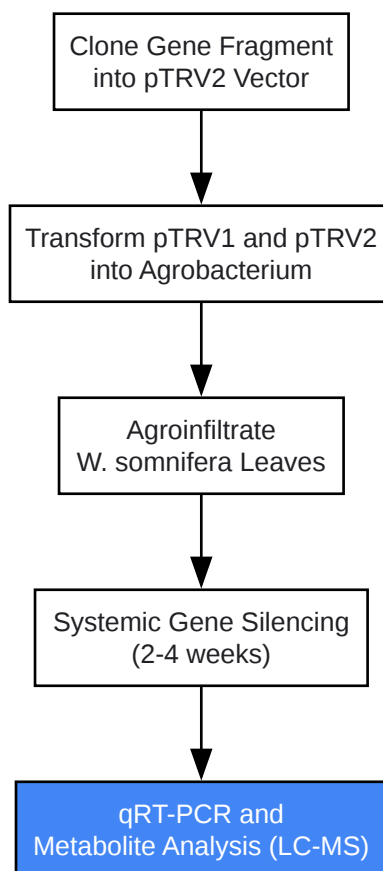 Clone Gene Fragment
into pTRV2 Vector
Transform pTRV1 and pTRV2
into Agrobacterium
Agroinfiltrate
W. somnifera Leaves
Systemic Gene Silencing
(2-4 weeks)
qRT-PCR and
Metabolite Analysis (LC-MS)